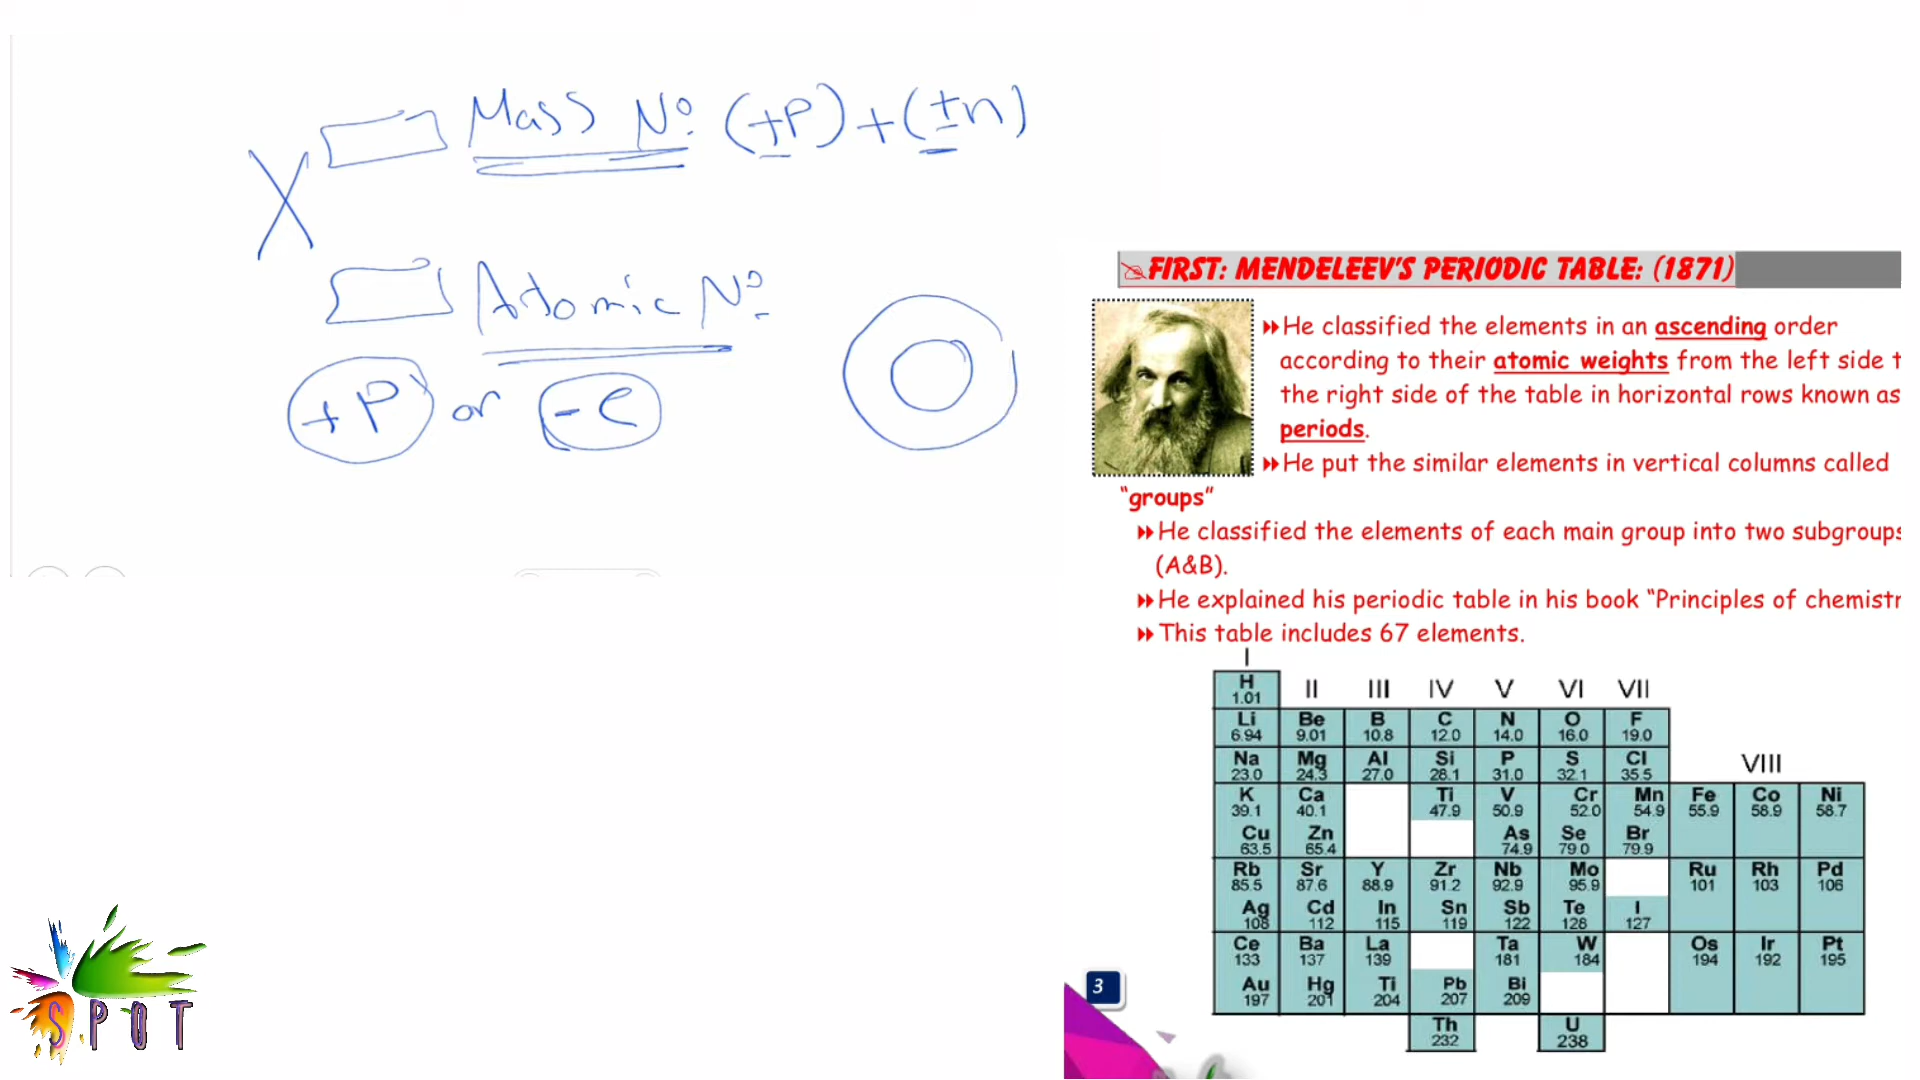 X
Mass No (+P)+(±n)
Atomic No
+P or -e
FIRST: MENDELEEV'S PERIODIC TABLE: (1871)
He classified the elements in an ascending order
according to their atomic weights from the left side t
the right side of the table in horizontal rows known as
periods.
He put the similar elements in vertical columns called
“groups”
He classified the elements of each main group into two subgroups
(A&B).
He explained his periodic table in his book “Principles of chemistr
This table includes 67 elements.
I
H II III IV V VI VII
1.01
Li Be B C N O F
6.94 9.01 10.8 12.0 14.0 16.0 19.0
Na Mg Al Si P S Cl VIII
23.0 24.3 27.0 28.1 31.0 32.1 35.5
K Ca Ti V Cr Mn Fe Co Ni
39.1 40.1 47.9 50.9 52.0 54.9 55.9 58.9 58.7
Cu Zn As Se Br
63.5 65.4 74.9 79.0 79.9
Rb Sr Y Zr Nb Mo Ru Rh Pd
85.5 87.6 88.9 91.2 92.9 95.9 101 103 106
Ag Cd In Sn Sb Te I
108 112 115 119 122 128 127
Ce Ba La Ta W Os Ir Pt
133 137 139 181 184 194 192 195
Au Hg Ti Pb Bi
197 201 204 207 209
Th U
232 238
3
SPOT